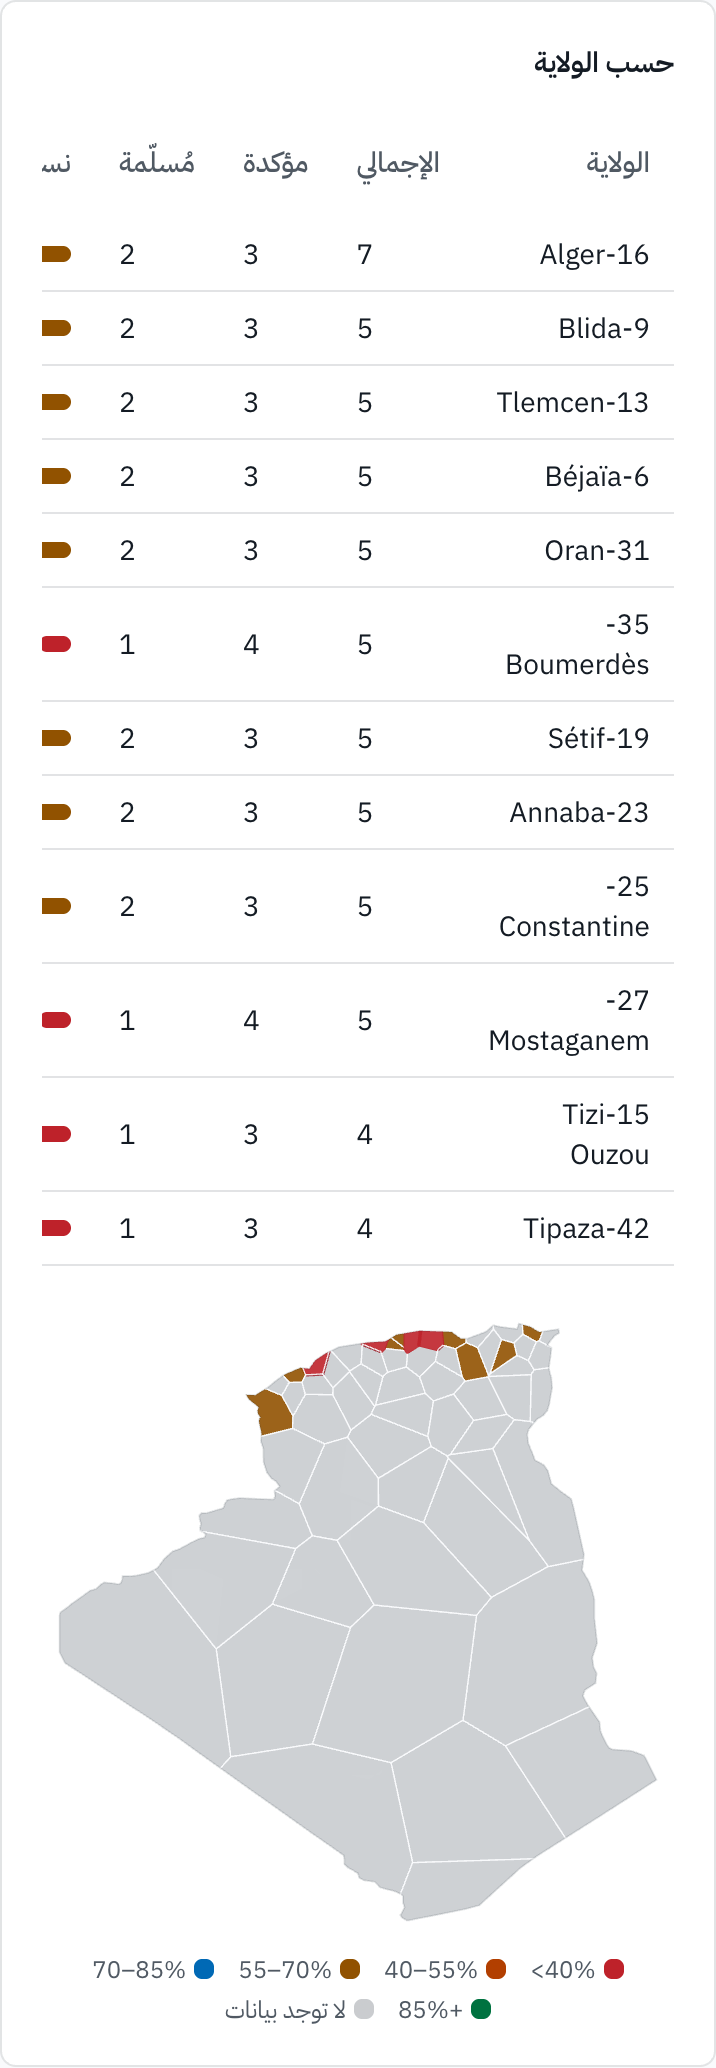 حسب الولاية
الولاية الإجمالي مؤكدة مُسلّمة نس
16-Alger 7 3 2
9-Blida 5 3 2
13-Tlemcen 5 3 2
6-Béjaïa 5 3 2
31-Oran 5 3 2
35-
Boumerdès 5 4 1
19-Sétif 5 3 2
23-Annaba 5 3 2
25-
Constantine 5 3 2
27-
Mostaganem 5 4 1
15-Tizi
Ouzou 4 3 1
42-Tipaza 4 3 1
<40% 40–55% 55–70% 70–85%
85%+ لا توجد بيانات